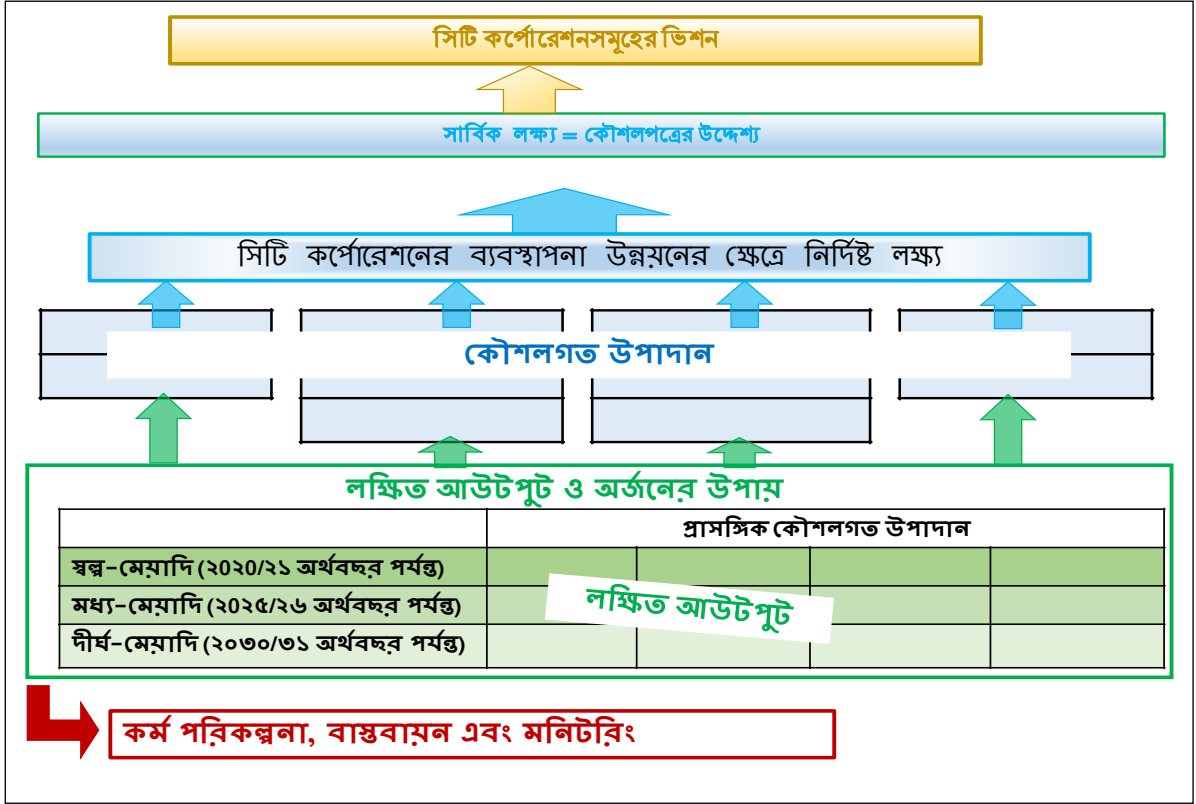 সিটি কর্পোরেশনসমূহের ভিশন
সার্বিক লক্ষ্য = কৌশলপত্রের উদ্দেশ্য
সিটি কর্পোরেশনের ব্যবস্থাপনা উন্নয়নের ক্ষেত্রে নির্দিষ্ট লক্ষ্য
কৌশলগত উপাদান
লক্ষিত আউটপুট ও অর্জনের উপায়
প্রাসঙ্গিক কৌশলগত উপাদান
স্বল্প-মেয়াদি (২০২০/২১ অর্থবছর পর্যন্ত)
মধ্য-মেয়াদি (২০২৫/২৬ অর্থবছর পর্যন্ত)
দীর্ঘ-মেয়াদি (২০৩০/৩১ অর্থবছর পর্যন্ত)
লক্ষিত আউটপুট
কর্ম পরিকল্পনা, বাস্তবায়ন এবং মনিটরিং